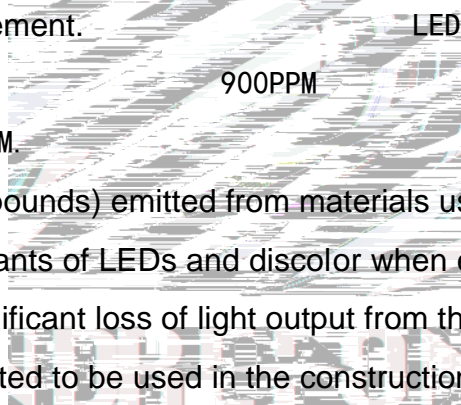 ement. LED
900PPM
M.
ounds) emitted from materials us
ants of LEDs and discolor when
ificant loss of light output from th
ted to be used in the construction